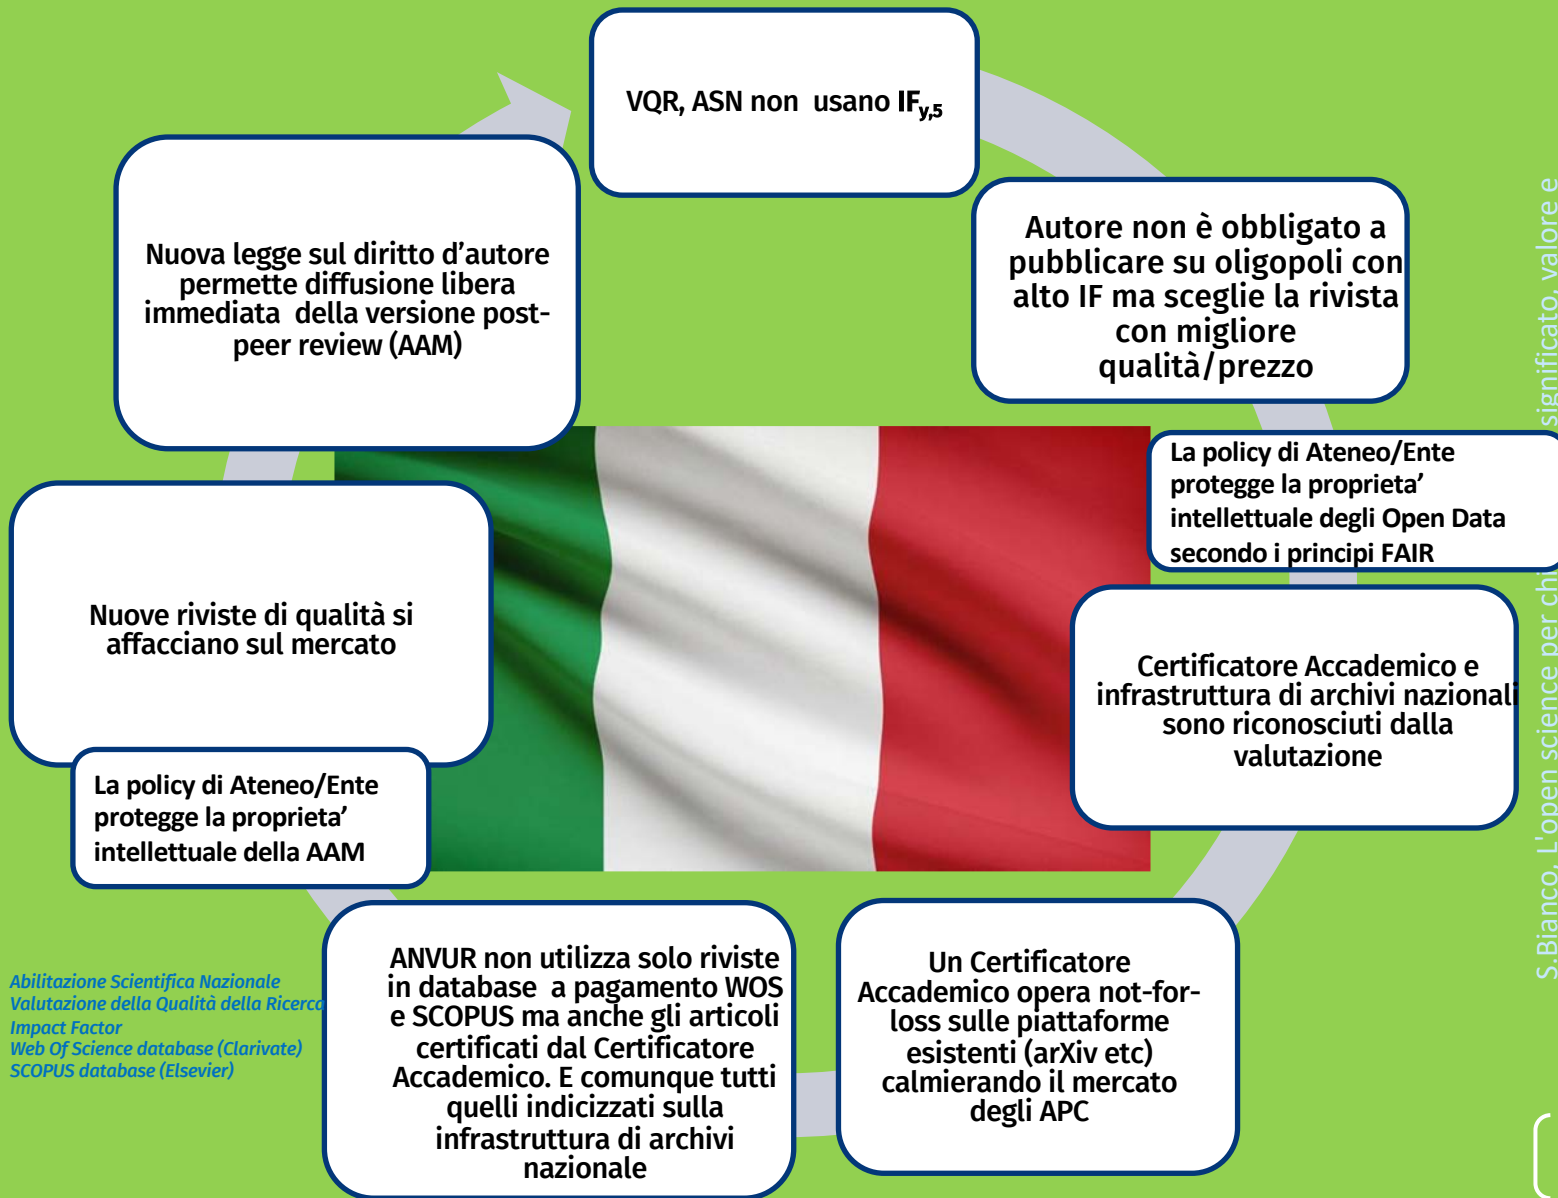 VQR, ASN non usano IFy,5
Autore non è obbligato a
pubblicare su oligopoli con
alto IF ma sceglie la rivista
con migliore
qualità/prezzo
La policy di Ateneo/Ente
protegge la proprieta’
intellettuale degli Open Data
secondo i principi FAIR
Certificatore Accademico e
infrastruttura di archivi nazionali
sono riconosciuti dalla
valutazione
Un Certificatore
Accademico opera not-for-
loss sulle piattaforme
esistenti (arXiv etc)
calmierando il mercato
degli APC
ANVUR non utilizza solo riviste
in database a pagamento WOS
e SCOPUS ma anche gli articoli
certificati dal Certificatore
Accademico. E comunque tutti
quelli indicizzati sulla
infrastruttura di archivi
nazionale
La policy di Ateneo/Ente
protegge la proprieta’
intellettuale della AAM
Nuove riviste di qualità si
affacciano sul mercato
Nuova legge sul diritto d’autore
permette diffusione libera
immediata della versione post-
peer review (AAM)
Abilitazione Scientifica Nazionale
Valutazione della Qualità della Ricerca
Impact Factor
Web Of Science database (Clarivate)
SCOPUS database (Elsevier)
S.Bianco, L'open science per chi significato, valore e